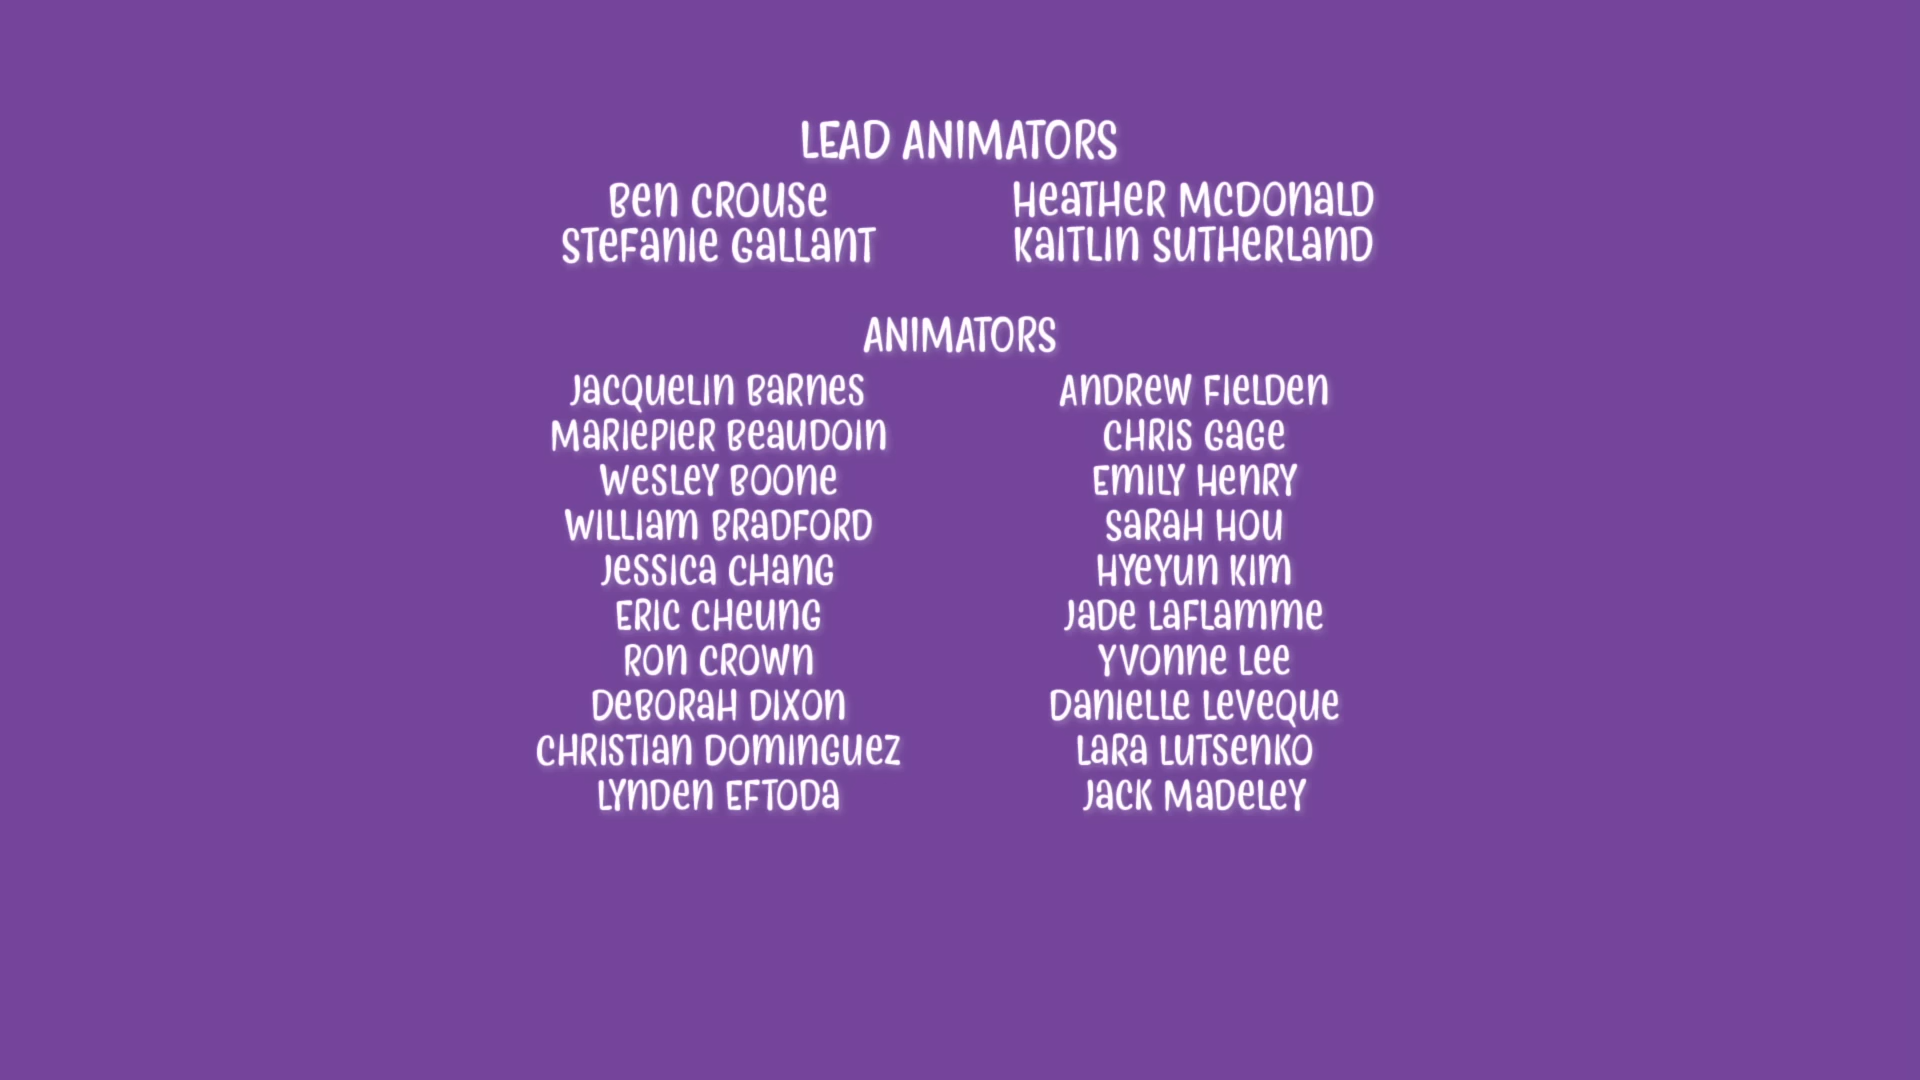 LEAD ANIMATORS
Ben Crouse Heather McDonald
Stefanie Gallant Kaitlin Sutherland
ANIMATORS
Jacquelin Barnes Andrew Fielden
Mariepier Beaudoin Chris Gage
Wesley Boone Emily Henry
William Bradford Sarah Hou
Jessica Chang Hyeyun Kim
Eric Cheung Jade Laflamme
Ron Crown Yvonne Lee
Deborah Dixon Danielle Leveque
Christian Dominguez Lara Lutsenko
Lynden Eftoda Jack Madeley